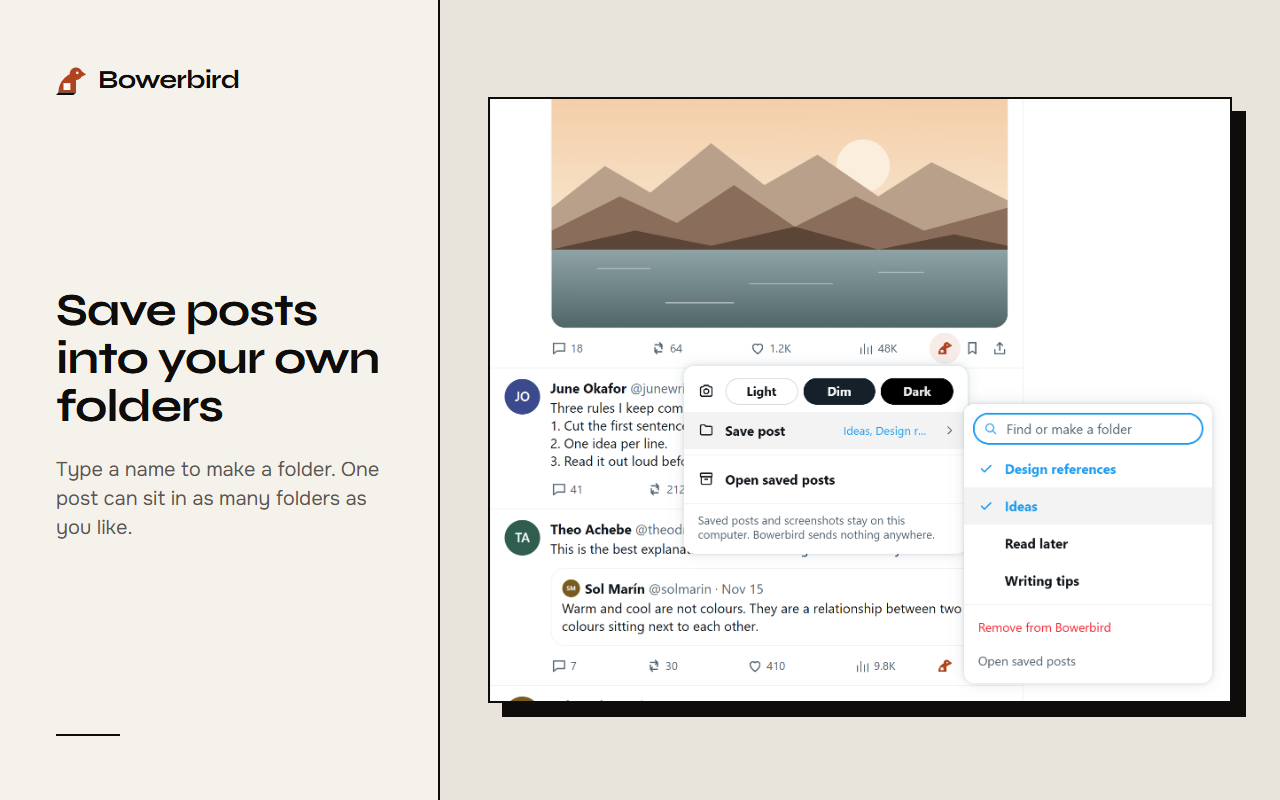 Bowerbird
Save posts
into your own
folders
Type a name to make a folder. One
post can sit in as many folders as
you like.
18 64 1.2K 48K
JO
June Okafor @junewri
Three rules I keep com
1. Cut the first sentence
2. One idea per line.
3. Read it out loud befo
41 212
Light Dim Dark
Save post Ideas, Design r...
Open saved posts
Saved posts and screenshots stay on this
computer. Bowerbird sends nothing anywhere.
Find or make a folder
Design references
Ideas
Read later
Writing tips
Remove from Bowerbird
Open saved posts
TA
Theo Achebe @theod
This is the best explana
SM
Sol Marín @solmarin · Nov 15
Warm and cool are not colours. They are a relationship between two
colours sitting next to each other.
7 30 410 9.8K